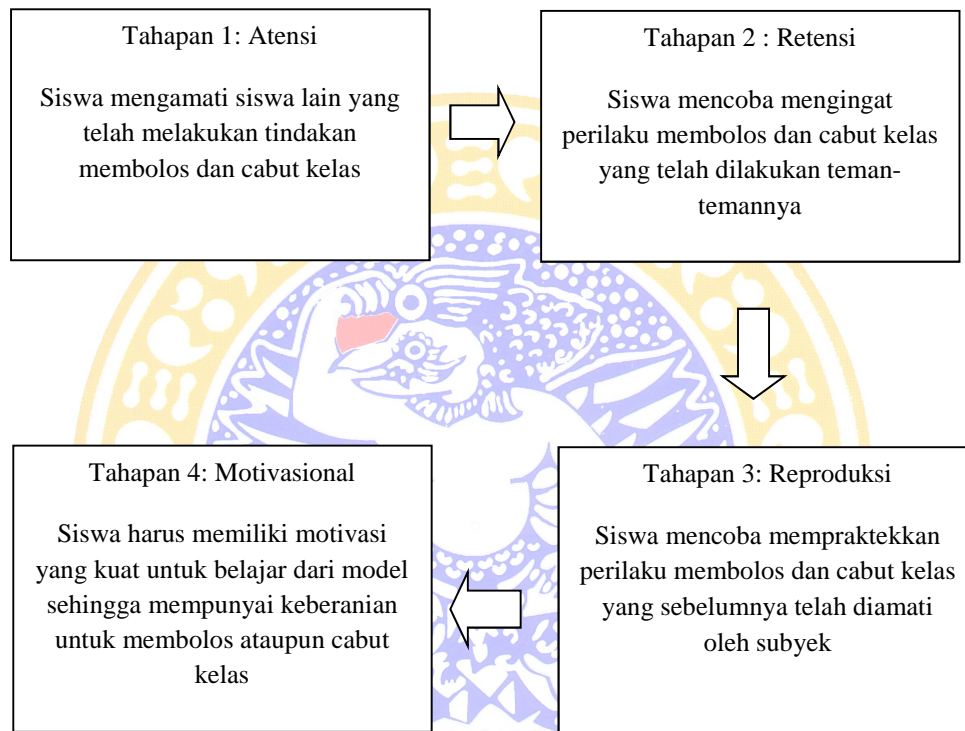 Tahapan 1: Atensi
Siswa mengamati siswa lain yang
telah melakukan tindakan
membolos dan cabut kelas
Tahapan 2 : Retensi
Siswa mencoba mengingat
perilaku membolos dan cabut kelas
yang telah dilakukan teman-
temannya
Tahapan 3: Reproduksi
Siswa mencoba mempraktekkan
perilaku membolos dan cabut kelas
yang sebelumnya telah diamati
oleh subyek
Tahapan 4: Motivasional
Siswa harus memiliki motivasi
yang kuat untuk belajar dari model
sehingga mempunyai keberanian
untuk membolos ataupun cabut
kelas